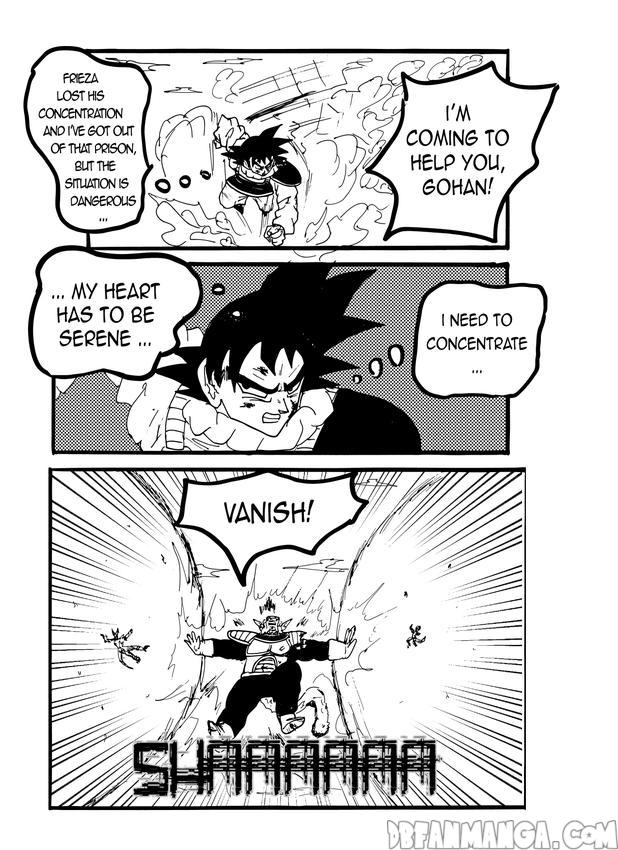 I'M
COMING TO
HELP YOU,
GOHAN!
FRIEZA
LOST HIS
CONCENTRATION
AND I'VE GOT OUT
OF THAT PRISON,
BUT THE
SITUATION IS
DANGEROUS
...
... MY HEART
HAS TO BE
SERENE ...
I NEED TO
CONCENTRATE
...
VANISH!
SHAAAAAAA
DBFANMANGA.COM